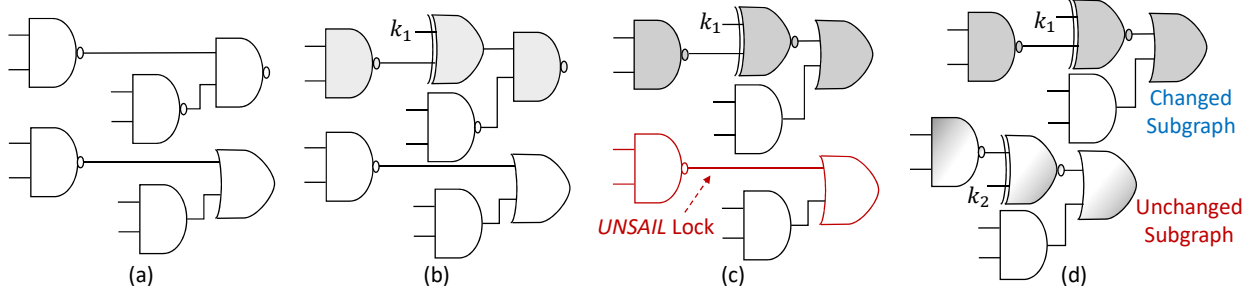 k₁
k₁
k₁
Changed
Subgraph
UNSAIL Lock
k₂
Unchanged
Subgraph
(a)
(b)
(c)
(d)